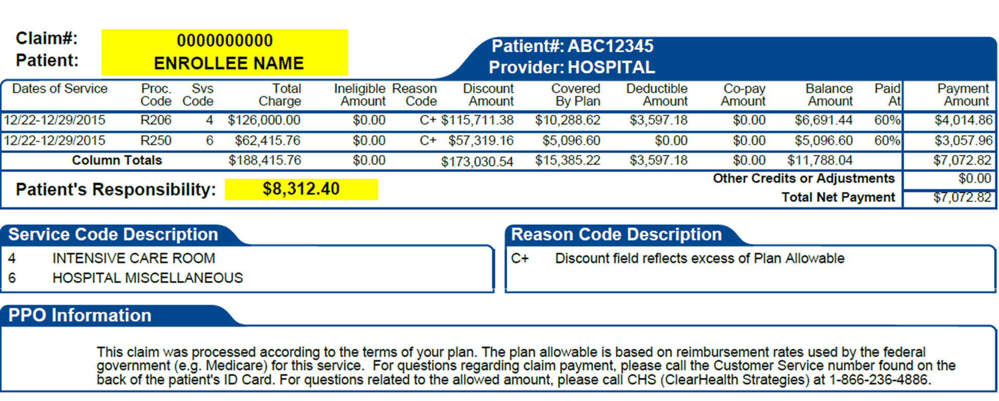 Claim#: 0000000000
Patient: ENROLLEE NAME
Patient#: ABC12345
Provider: HOSPITAL
Dates of Service Proc. Code Svs Code Total Charge Ineligible Amount Reason Code Discount Amount Covered By Plan Deductible Amount Co-pay Amount Balance Amount Paid At Payment Amount
12/22-12/29/2015 R206 4 $126,000.00 $0.00 C+ $115,711.38 $10,288.62 $3,597.18 $0.00 $6,691.44 60% $4,014.86
12/22-12/29/2015 R250 6 $62,415.76 $0.00 C+ $57,319.16 $5,096.60 $0.00 $0.00 $5,096.60 60% $3,057.96
Column Totals $188,415.76 $0.00 $173,030.54 $15,385.22 $3,597.18 $0.00 $11,788.04 $7,072.82
Other Credits or Adjustments $0.00
Patient's Responsibility: $8,312.40
Total Net Payment $7,072.82
Service Code Description
4 INTENSIVE CARE ROOM
6 HOSPITAL MISCELLANEOUS
Reason Code Description
C+ Discount field reflects excess of Plan Allowable
PPO Information
This claim was processed according to the terms of your plan. The plan allowable is based on reimbursement rates used by the federal
government (e.g. Medicare) for this service. For questions regarding claim payment, please call the Customer Service number found on the
back of the patient's ID Card. For questions related to the allowed amount, please call CHS (ClearHealth Strategies) at 1-866-236-4886.